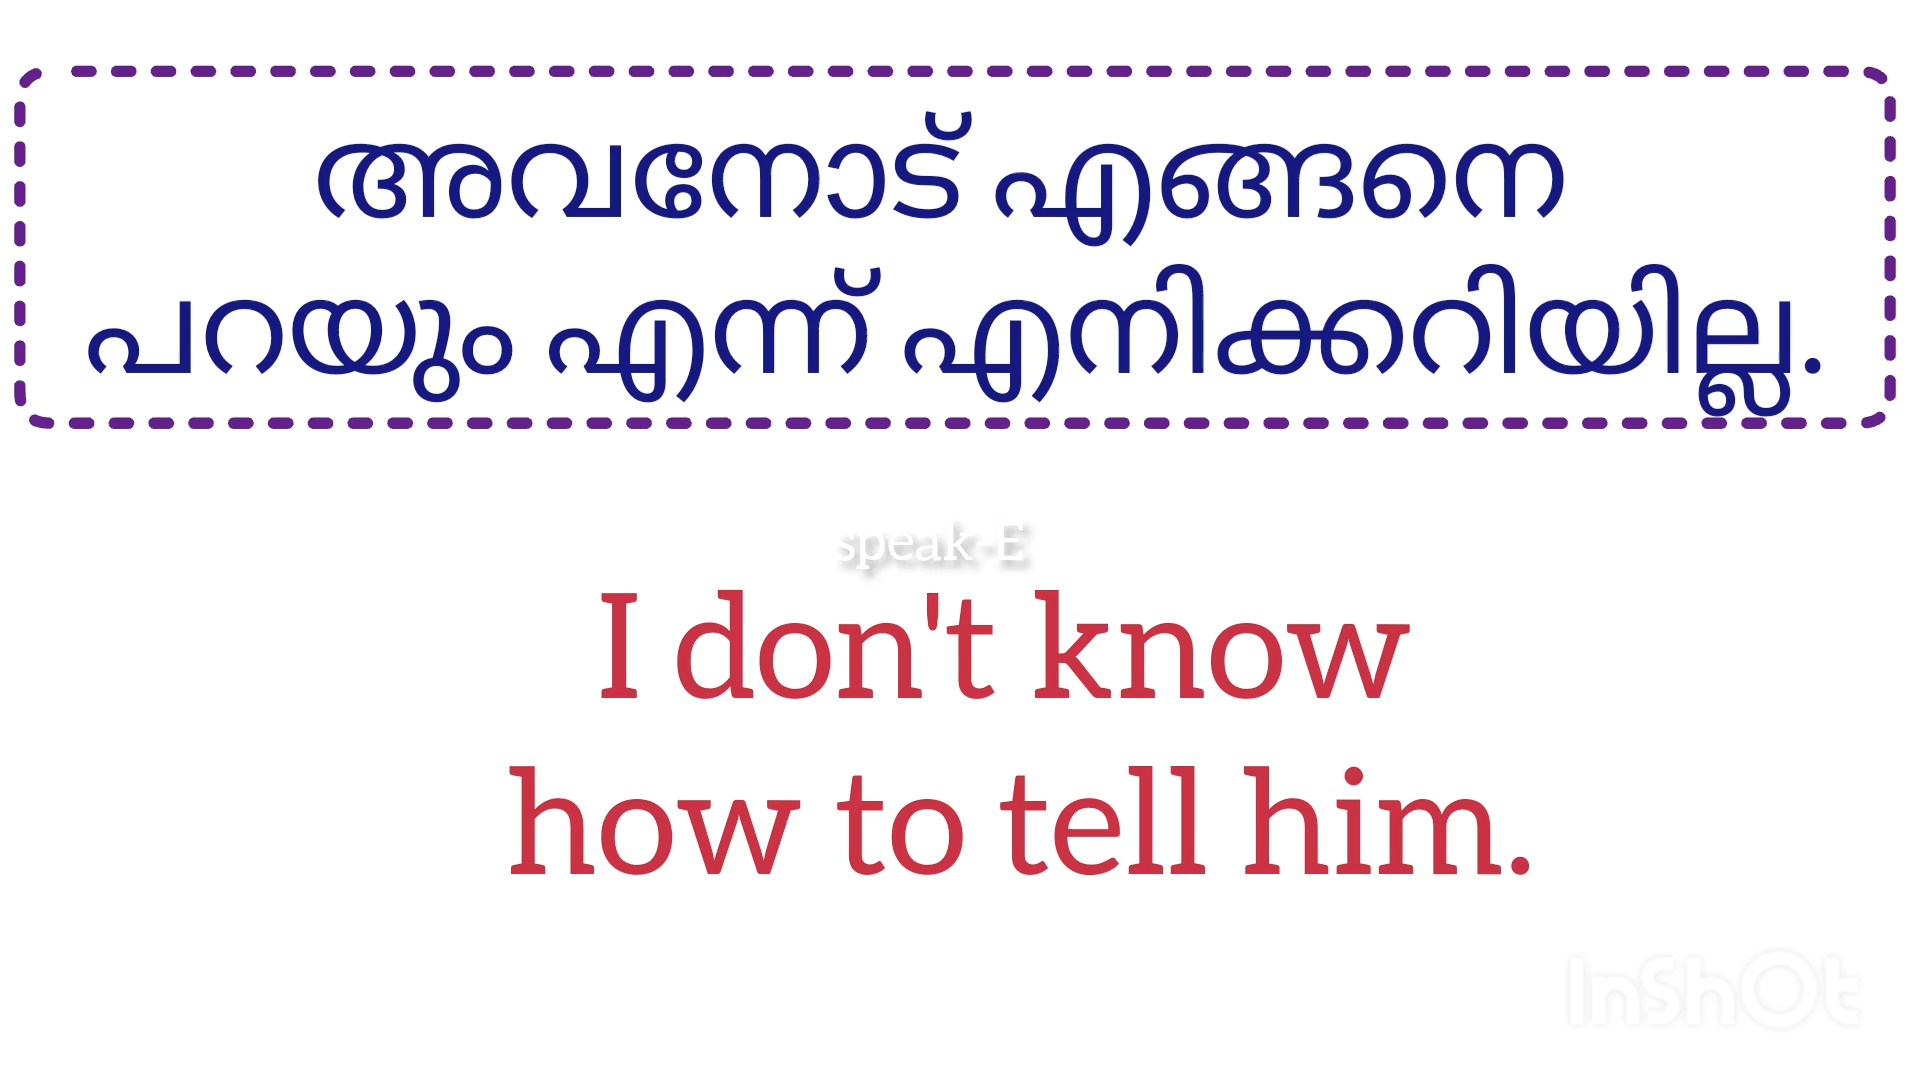 അവനോട് എങ്ങനെ
പറയും എന്ന് എനിക്കറിയില്ല.
speak-E
I don't know
how to tell him.
InShOt